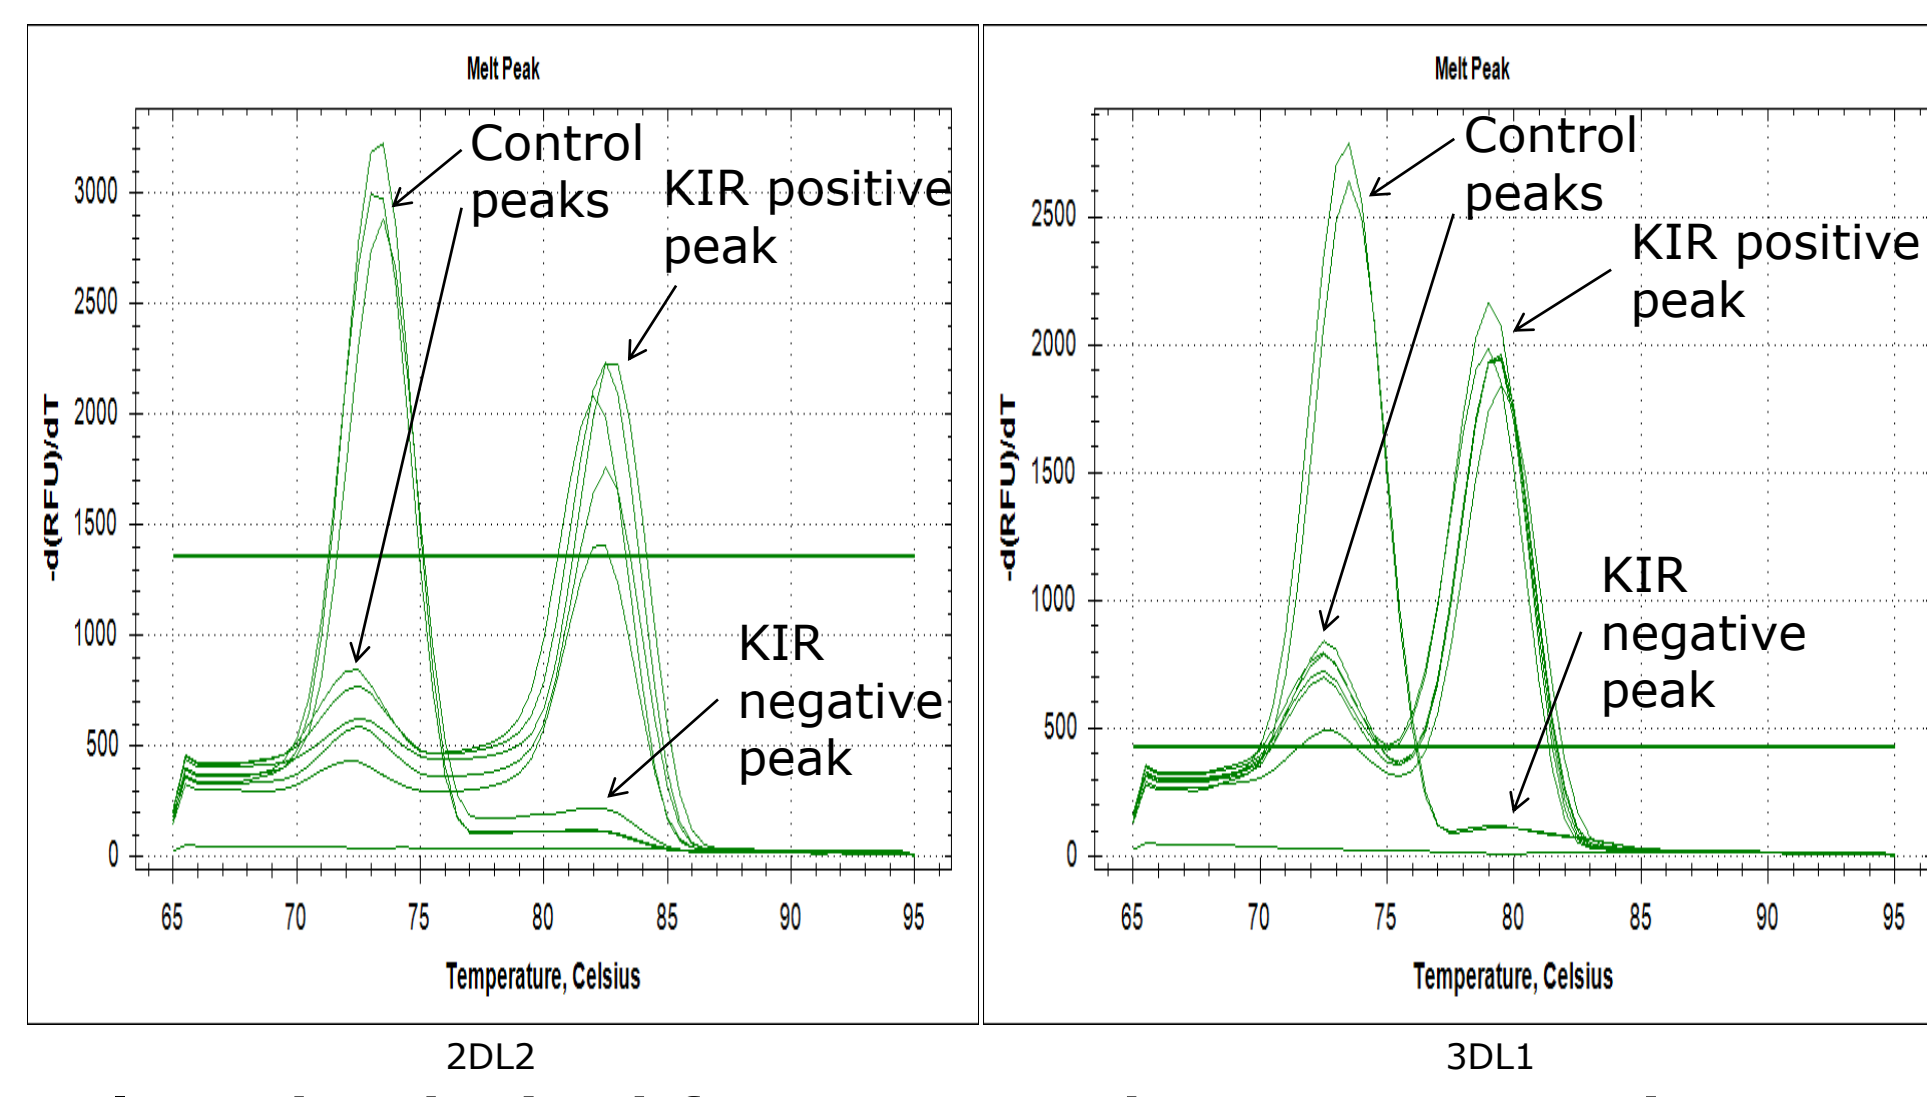 Melt Peak
Control
peaks
KIR positive
peak
KIR
negative
peak
3000
2500
2000
1500
1000
500
0
-d(RFU)/dT
65 70 75 80 85 90 95
Temperature, Celsius
2DL2
Melt Peak
Control
peaks
KIR positive
peak
KIR
negative
peak
2500
2000
1500
1000
500
0
-d(RFU)/dT
65 70 75 80 85 90 95
Temperature, Celsius
3DL1